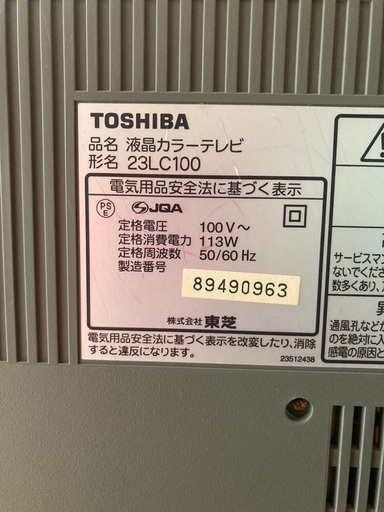 TOSHIBA
品名 液晶カラーテレビ
形名 23LC100
電気用品安全法に基づく表示
PS
E
JQA
定格電圧 100V〜
定格消費電力 113W
定格周波数 50/60 Hz
製造番号
89490963
株式会社 東芝
電気用品安全法に基づく表示を改変したり、消除
すると違反になります。
23512438
サービスマン
ないでくださ
数多くあり、
通風孔などか
のを絶対に入
感電の原因